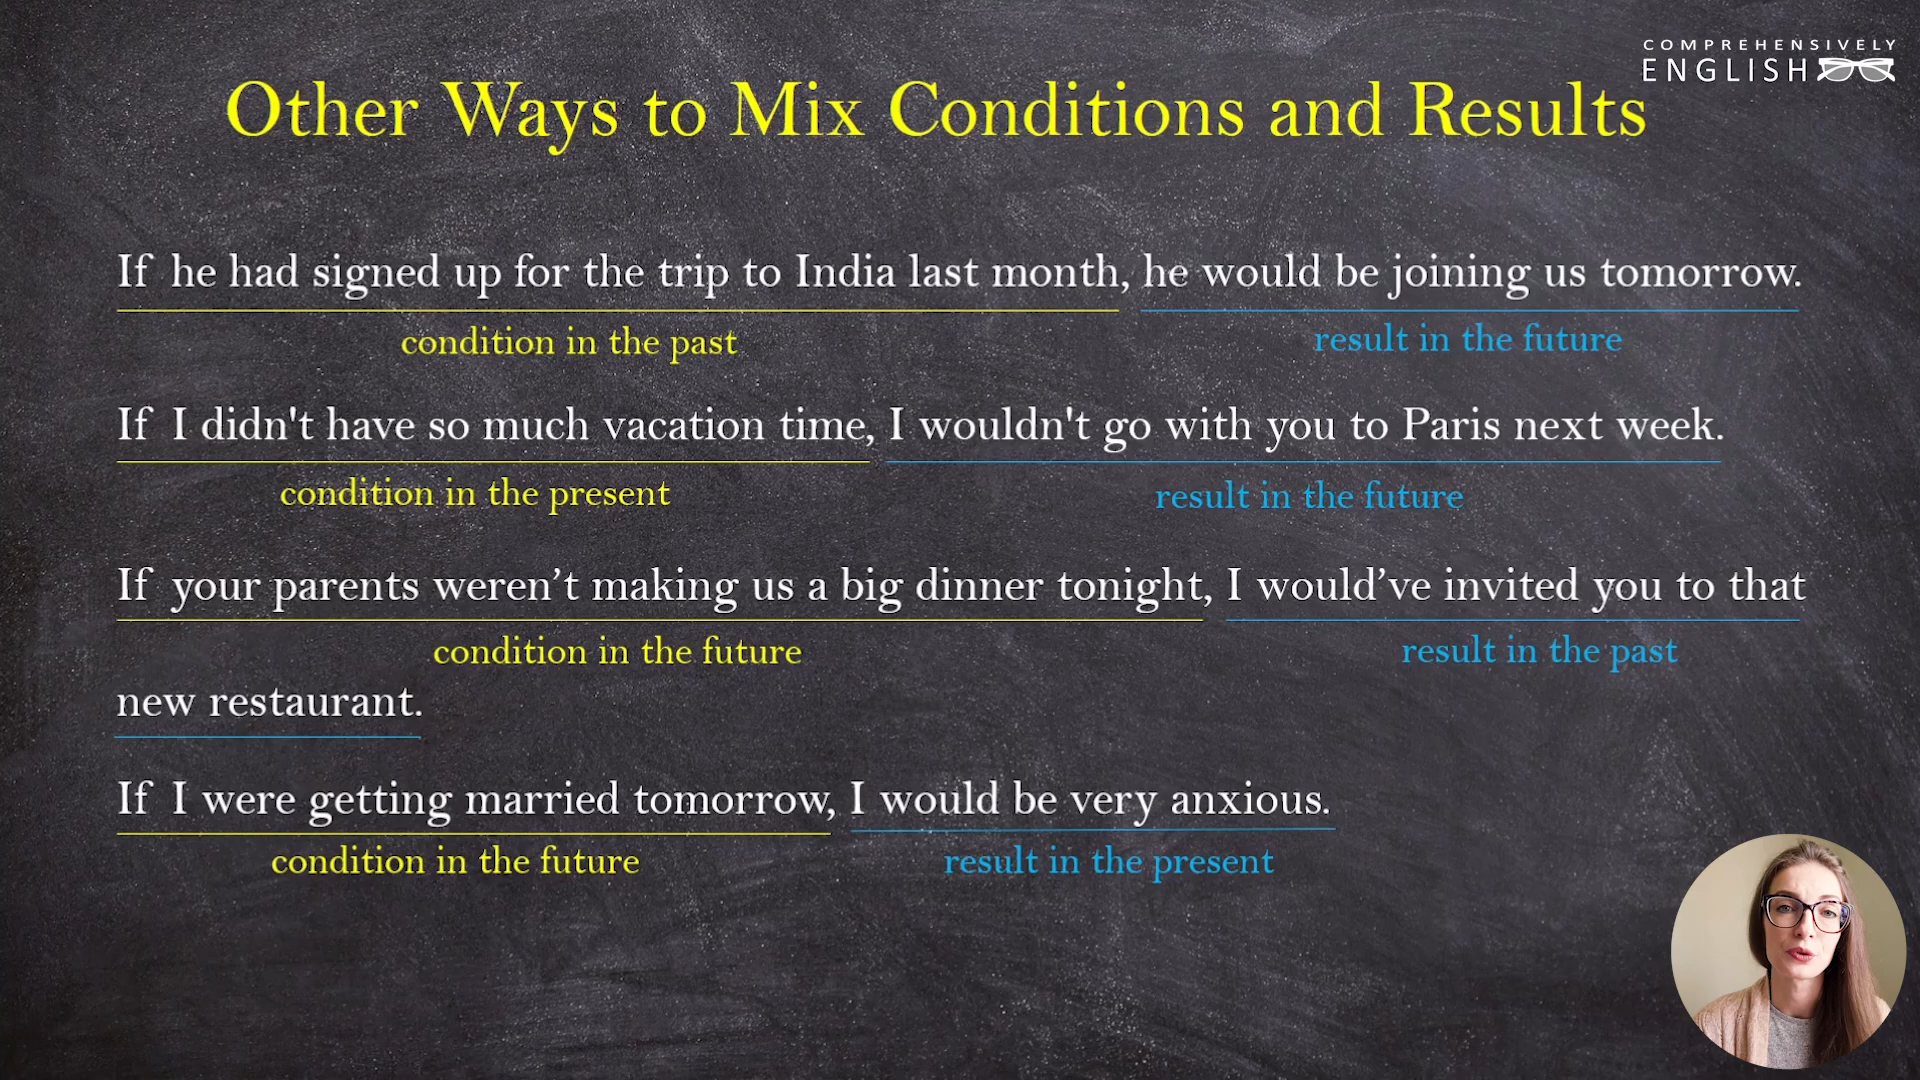 COMPREHENSIVELY
ENGLISH
Other Ways to Mix Conditions and Results
If he had signed up for the trip to India last month, he would be joining us tomorrow.
condition in the past result in the future
If I didn't have so much vacation time, I wouldn't go with you to Paris next week.
condition in the present result in the future
If your parents weren’t making us a big dinner tonight, I would’ve invited you to that
condition in the future result in the past
new restaurant.
If I were getting married tomorrow, I would be very anxious.
condition in the future result in the present